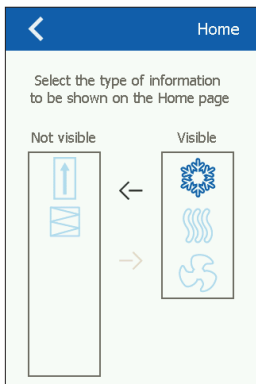 Home
Select the type of information
to be shown on the Home page
Not visible
Visible